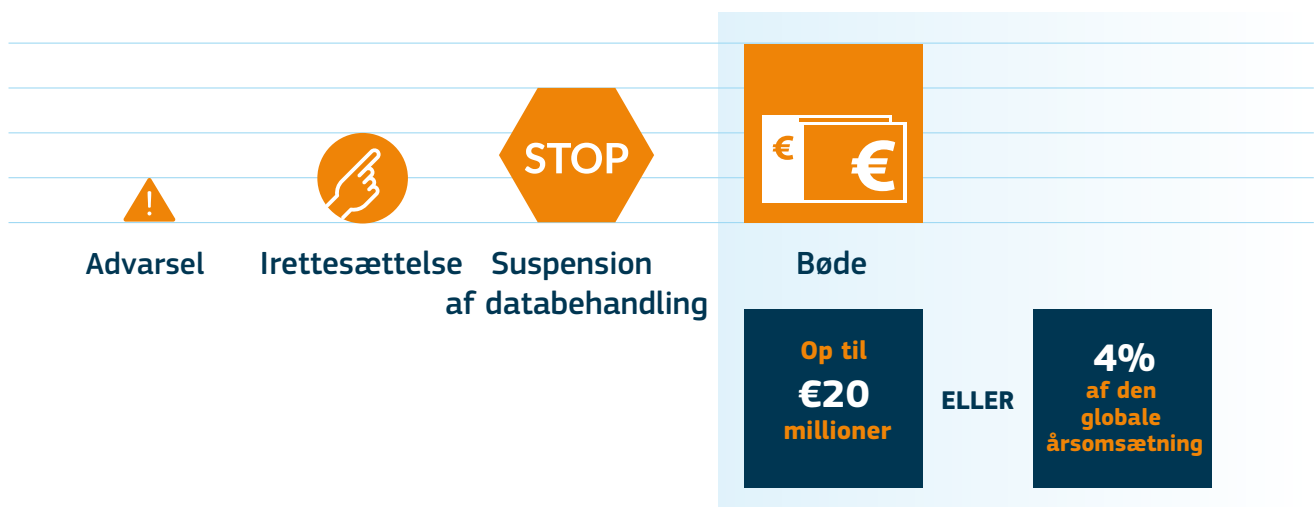 !
STOP
€
€
Advarsel
Irettesættelse
Suspension
af databehandling
Bøde
Op til
€20
millioner
ELLER
4%
af den
globale
årsomsætning